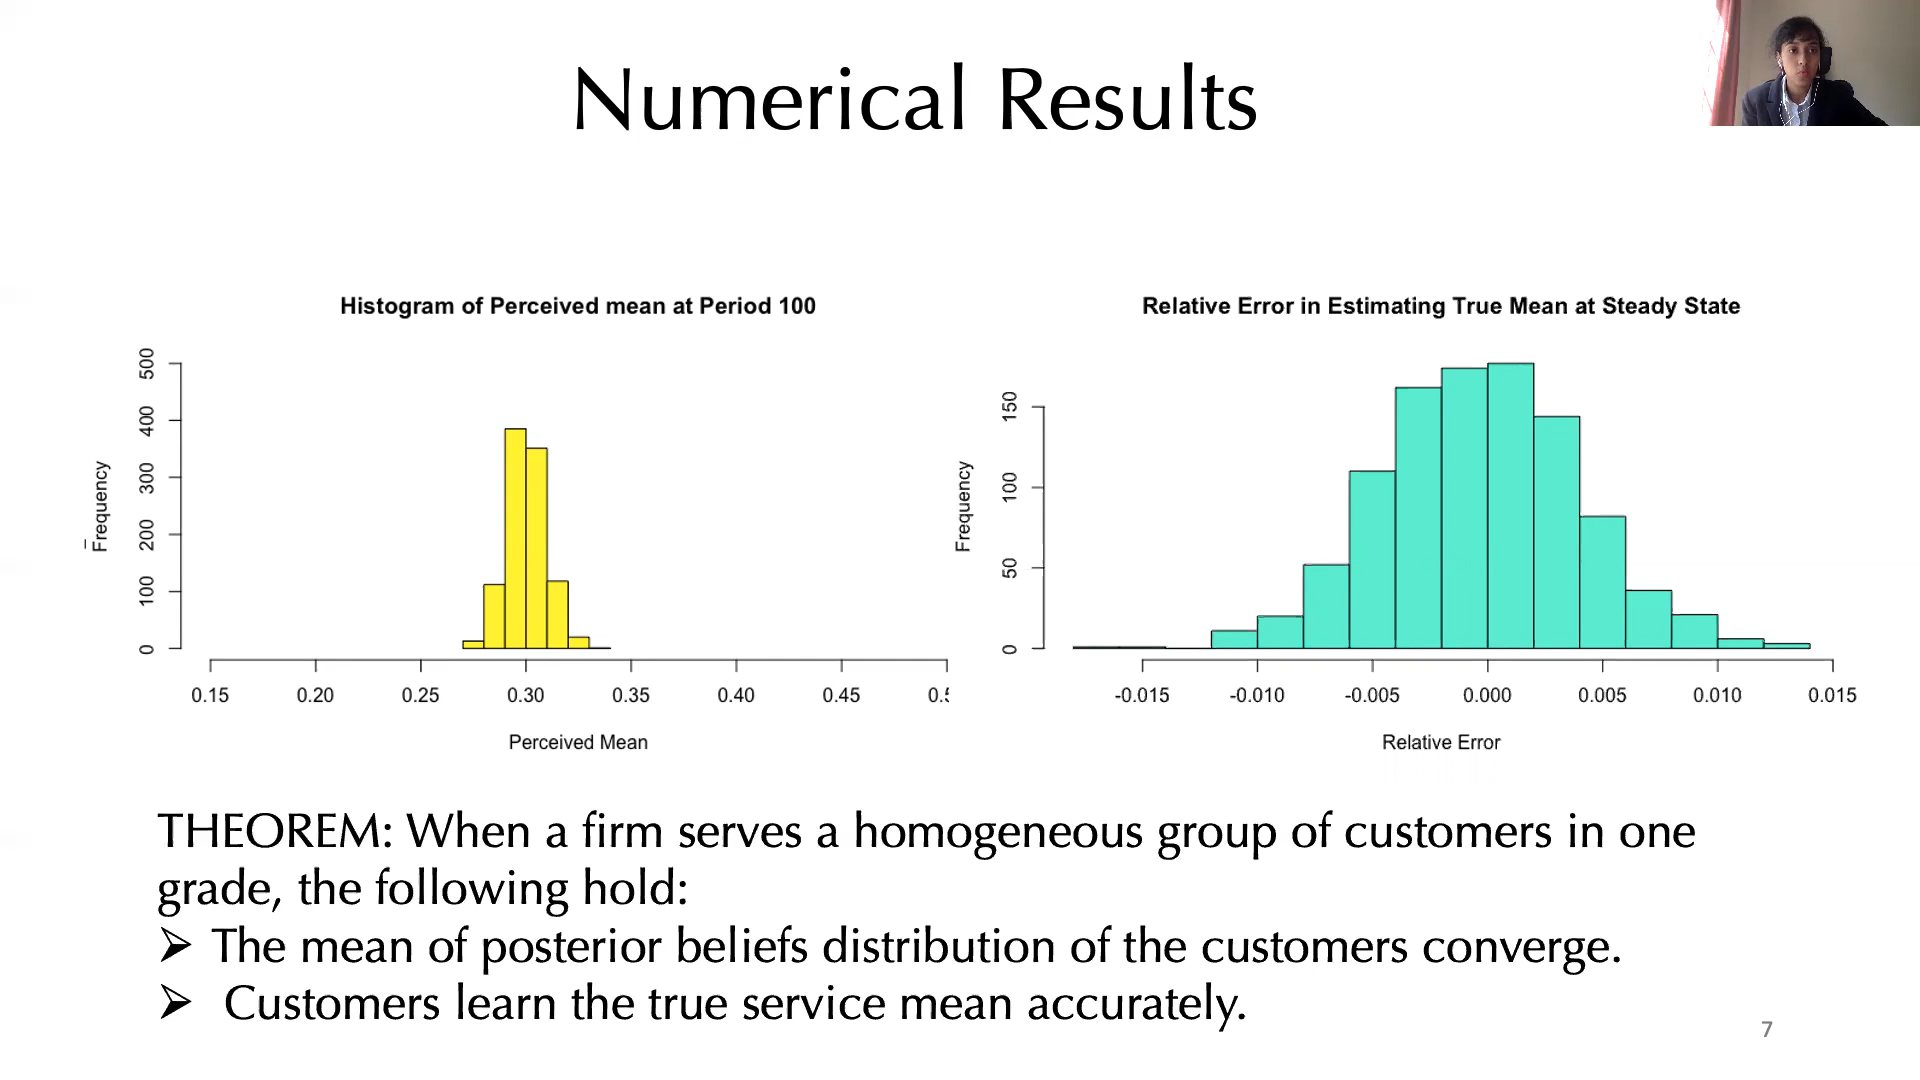 Numerical Results
Histogram of Perceived mean at Period 100
Frequency
0 100 200 300 400 500
0.15 0.20 0.25 0.30 0.35 0.40 0.45
Perceived Mean
Relative Error in Estimating True Mean at Steady State
Frequency
0 50 100 150
-0.015 -0.010 -0.005 0.000 0.005 0.010 0.015
Relative Error
THEOREM: When a firm serves a homogeneous group of customers in one
grade, the following hold:
➢ The mean of posterior beliefs distribution of the customers converge.
➢ Customers learn the true service mean accurately.
7